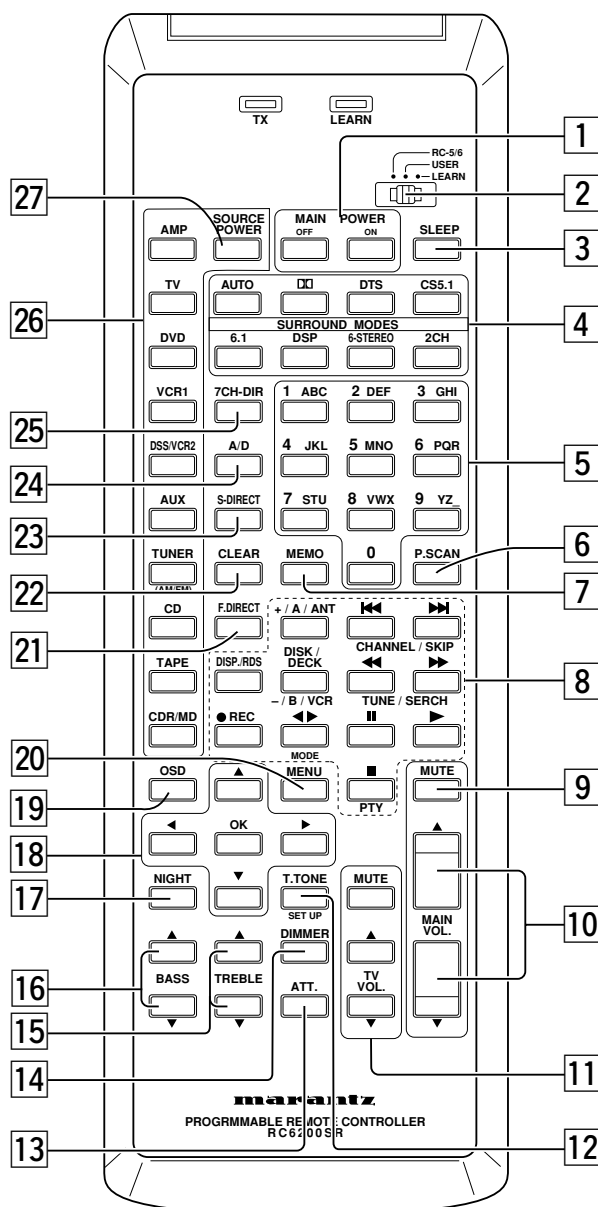 TX LEARN
RC-5/6
USER
LEARN
1
2
27
SOURCE POWER
MAIN POWER
OFF ON
AMP
SLEEP
3
TV
AUTO
DTS
CS5.1
26
SURROUND MODES
4
DVD
6.1
DSP
6-STEREO
2CH
VCR1
7CH-DIR
1 ABC
2 DEF
3 GHI
25
DSS/VCR2
A/D
4 JKL
5 MNO
6 PQR
5
24
AUX
S-DIRECT
7 STU
8 VWX
9 YZ_
23
6
TUNER
(AM/FM)
CLEAR
MEMO
0
P.SCAN
22
7
CD
F.DIRECT
+ / A / ANT
21
CHANNEL / SKIP
TAPE
DISP./RDS
DISK /
DECK
8
– / B / VCR
TUNE / SERCH
CDR/MD
● REC
◀ ▶
II
▶
MODE
20
OSD
▲
MENU
■
PTY
MUTE
9
19
◀
OK
▶
▲
18
NIGHT
▼
T.TONE
SET UP
MUTE
17
MAIN
VOL.
10
▲
▲
DIMMER
▲
16
BASS
TREBLE
ATT.
TV
VOL.
15
▼
▼
▼
▼
14
11
marantz
PROGRMMABLE REMOTE CONTROLLER
RC6200SR
13
12